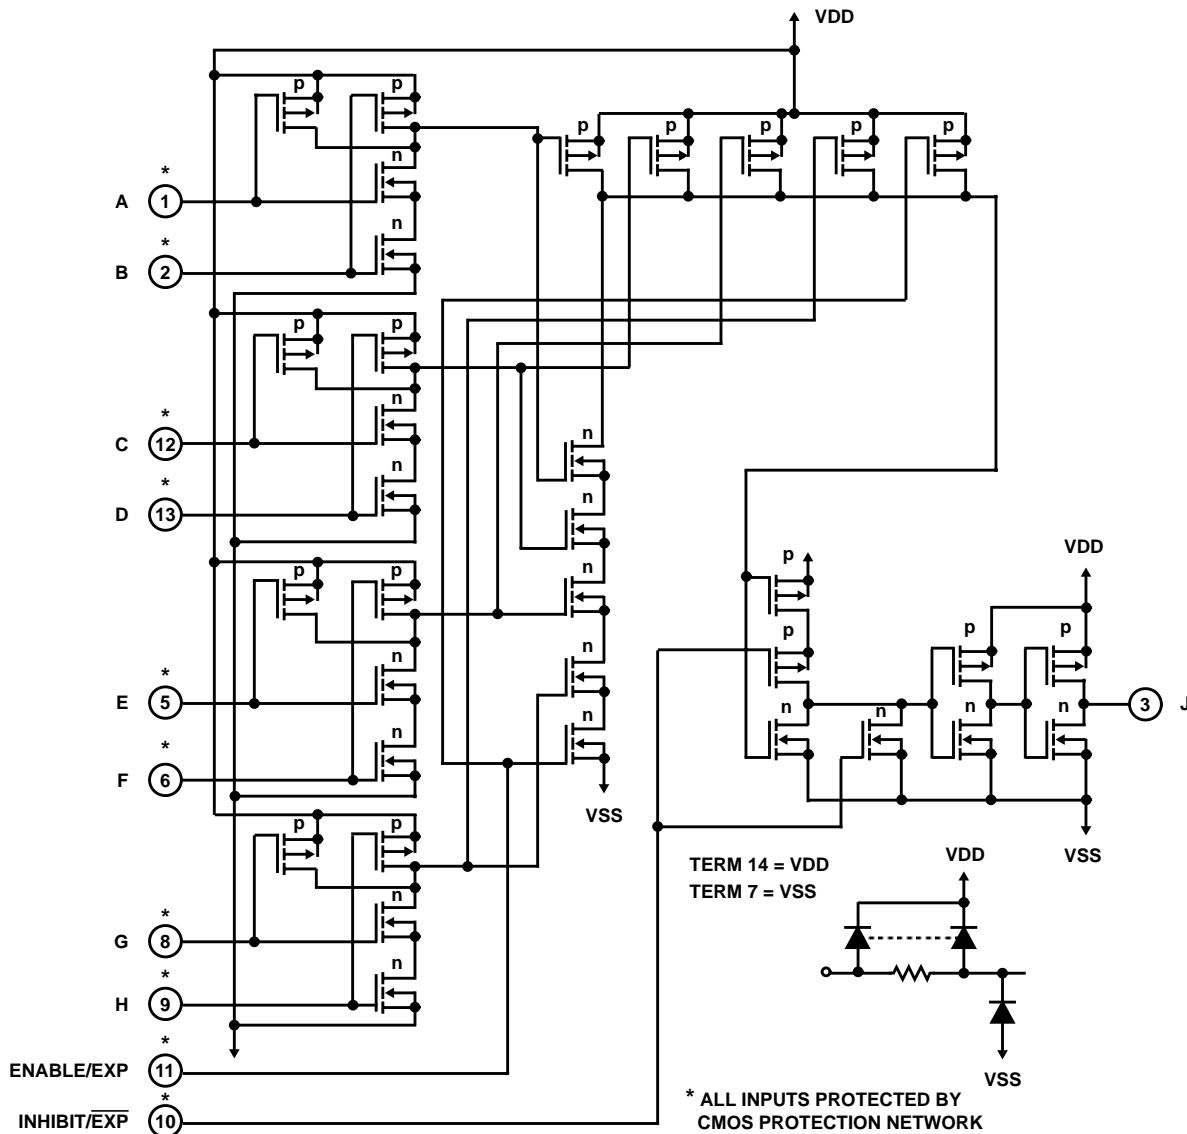 VDD
p p
* n
A 1
p p p p p
* n
B 2
p p
* n
C 12
* n
D 13
n
n
n
n
n
VSS
p p
* n
E 5
* n
F 6
p p
* n
G 8
* n
H 9
*
ENABLE/EXP 11
*
INHIBIT/EXP 10
p
p
n n
VDD
p p
n n
3 J
VSS
TERM 14 = VDD
TERM 7 = VSS
VDD
VSS
* ALL INPUTS PROTECTED BY
CMOS PROTECTION NETWORK